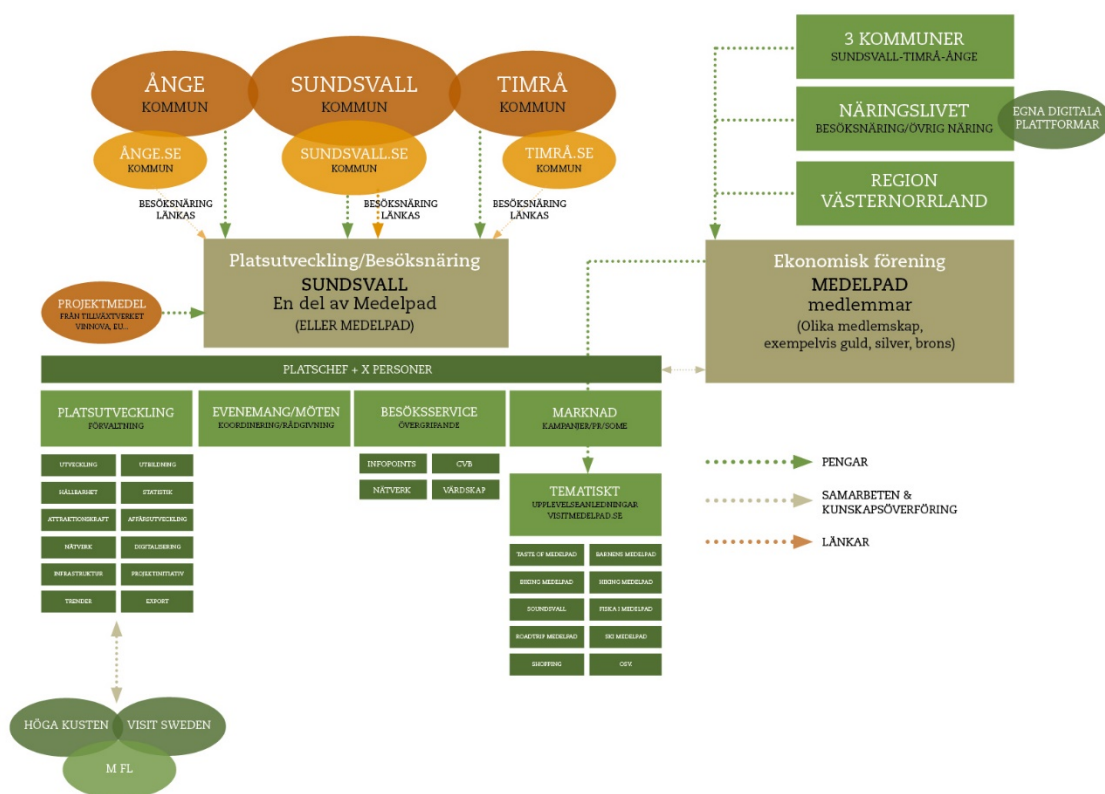 ÅNGE
KOMMUN
SUNDSVALL
KOMMUN
TIMRÅ
KOMMUN
ÅNGE.SE
KOMMUN
SUNDSVALL.SE
KOMMUN
TIMRÅ.SE
KOMMUN
BESÖKSNÄRING
LÄNKAS
BESÖKSNÄRING
LÄNKAS
BESÖKSNÄRING
LÄNKAS
3 KOMMUNER
SUNDSVALL-TIMRÅ-ÅNGE
NÄRINGSLIVET
BESÖKSNÄRING/ÖVRIG NÄRING
EGNA DIGITALA
PLATTFORMAR
REGION
VÄSTERNORRLAND
Platsutveckling/Besöksnäring
SUNDSVALL
En del av Medelpad
(ELLER MEDELPAD)
Ekonomisk förening
MEDELPAD
medlemmar
(Olika medlemskap,
exempelvis guld, silver, brons)
PROJEKTMEDEL
FRÅN TILLVÄXTVERKET
VINNOVA, EU...
PLATSCHEF + X PERSONER
PLATSUTVECKLING
FÖRVALTNING
EVENEMANG/MÖTEN
KOORDINERING/RÅDGIVNING
BESÖKSSERVICE
ÖVERGRIPANDE
MARKNAD
KAMPANJER/PR/SOME
UTVECKLING
UTBILDNING
HÅLLBARHET
STATISTIK
ATTRAKTIONSKRAFT
AFFÄRSUTVECKLING
NÄTVERK
DIGITALISERING
INFRASTRUKTUR
PROJEKTINITIATIV
TRENDER
EXPORT
INFOPOINTS
CVB
NÄTVERK
VÄRDSKAP
TEMATISKT
UPPLEVELSEANLEDNINGAR
VISITMEDELPAD.SE
TASTE OF MEDELPAD
BARNENS MEDELPAD
BIKING MEDELPAD
HIKING MEDELPAD
SOUNDSVALL
FISKA I MEDELPAD
ROADTRIP MEDELPAD
SKI MEDELPAD
SHOPPING
OSV.
PENGAR
SAMARBETEN &
KUNSKAPSÖVERFÖRING
LÄNKAR
HÖGA KUSTEN
VISIT SWEDEN
M FL